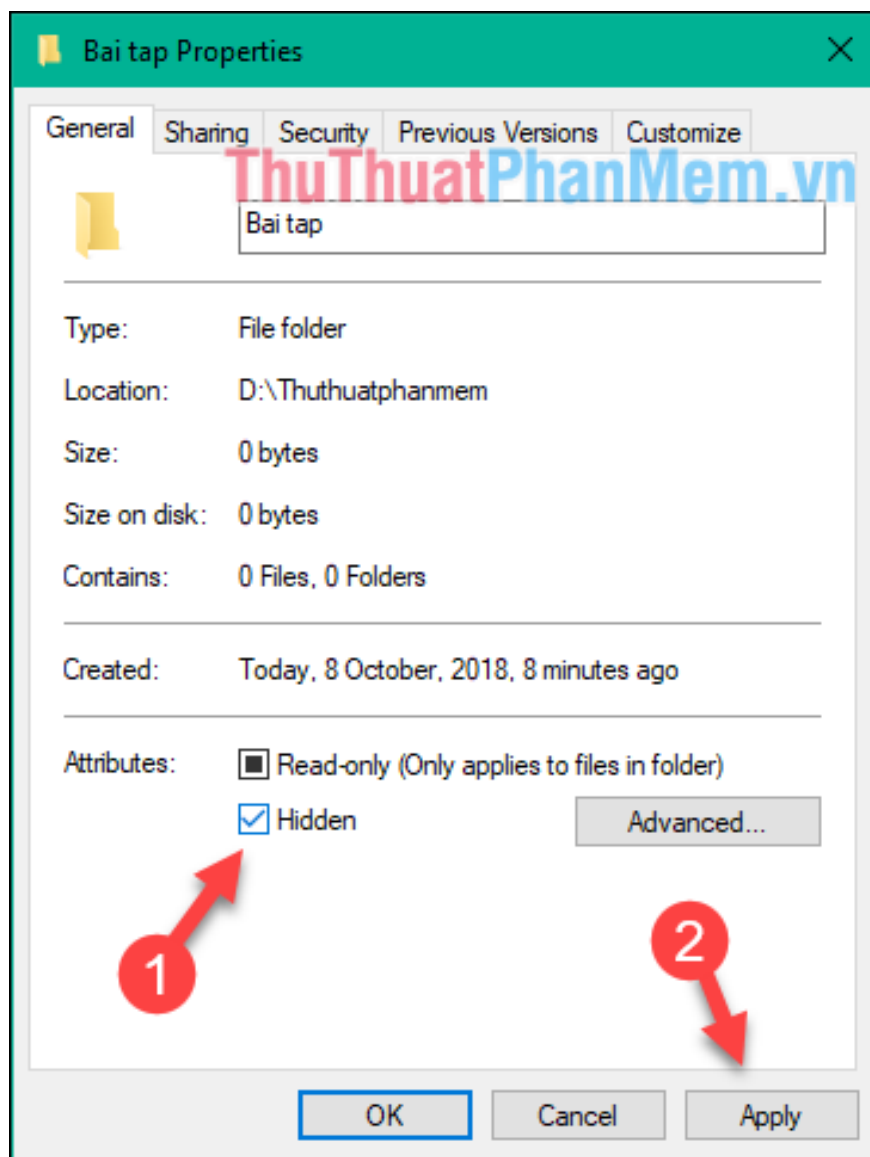 Bai tap Properties
General Sharing Security Previous Versions Customize
ThuThuatPhanMem.vn
Bai tap
Type: File folder
Location: D:\Thuthuatphanmem
Size: 0 bytes
Size on disk: 0 bytes
Contains: 0 Files, 0 Folders
Created: Today, 8 October, 2018, 8 minutes ago
Attributes: Read-only (Only applies to files in folder)
Hidden Advanced...
1
2
OK Cancel Apply